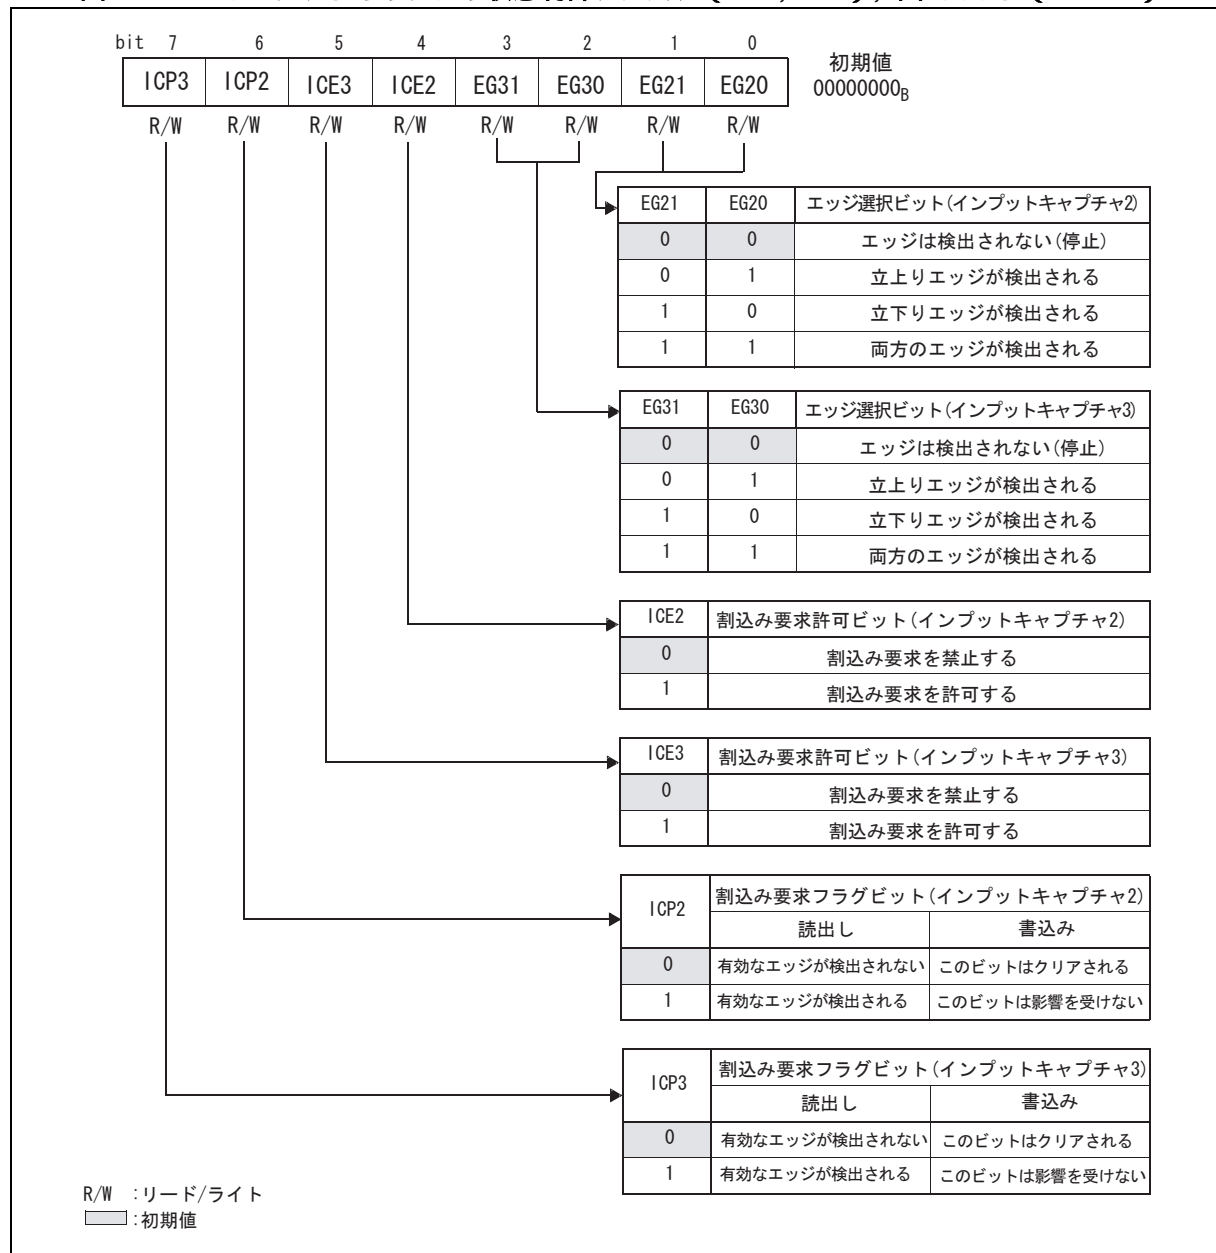 bit 7 6 5 4 3 2 1 0
ICP3 ICP2 ICE3 ICE2 EG31 EG30 EG21 EG20
初期値
00000000B
R/W R/W R/W R/W R/W R/W R/W R/W
EG21 EG20 エッジ選択ビット(インプットキャプチャ2)
0 0 エッジは検出されない(停止)
0 1 立上りエッジが検出される
1 0 立下りエッジが検出される
1 1 両方のエッジが検出される
EG31 EG30 エッジ選択ビット(インプットキャプチャ3)
0 0 エッジは検出されない(停止)
0 1 立上りエッジが検出される
1 0 立下りエッジが検出される
1 1 両方のエッジが検出される
ICE2 割込み要求許可ビット(インプットキャプチャ2)
0 割込み要求を禁止する
1 割込み要求を許可する
ICE3 割込み要求許可ビット(インプットキャプチャ3)
0 割込み要求を禁止する
1 割込み要求を許可する
ICP2 割込み要求フラグビット(インプットキャプチャ2)
読出し 書込み
0 有効なエッジが検出されない このビットはクリアされる
1 有効なエッジが検出される このビットは影響を受けない
ICP3 割込み要求フラグビット(インプットキャプチャ3)
読出し 書込み
0 有効なエッジが検出されない このビットはクリアされる
1 有効なエッジが検出される このビットは影響を受けない
R/W :リード/ライト
:初期値